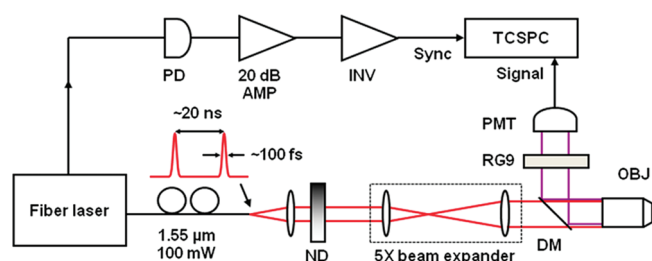 TCSPC
Sync
PD
20 dB
AMP
INV
Signal
~20 ns
PMT
~100 fs
RG9
OBJ
Fiber laser
1.55 µm
100 mW
ND
5X beam expander
DM